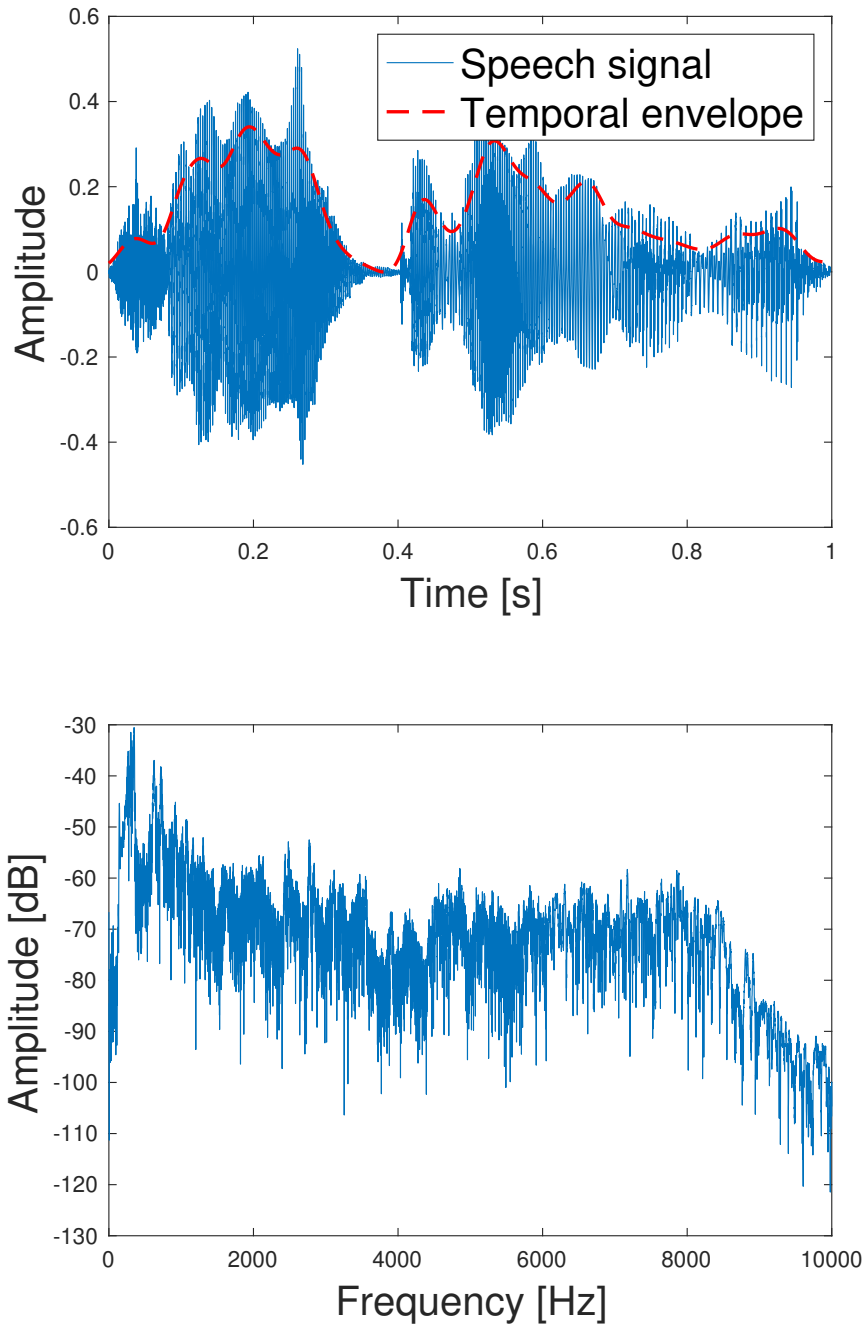 0.6
0.4
0.2
0
-0.2
-0.4
-0.6
Amplitude
Speech signal
Temporal envelope
0 0.2 0.4 0.6 0.8 1
Time [s]
-30
-40
-50
-60
-70
-80
-90
-100
-110
-120
-130
Amplitude [dB]
0 2000 4000 6000 8000 10000
Frequency [Hz]